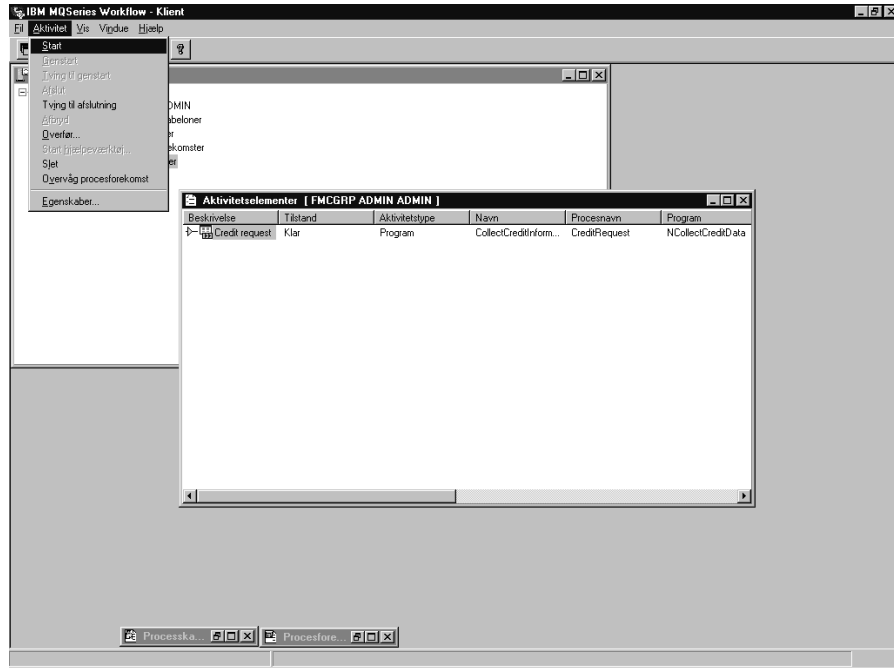 IBM MQSeries Workflow - Klient
Fil Aktivitet Vis Vindue Hjælp
Start
Genstart
Tving til genstart
Afslut
Tving til afslutning
Afbryd
Overfør...
Start hjælpeværktøj...
Slet
Overvåg procesforekomst
Egenskaber...
DMIN
abeloner
er
ekomster
er
Aktivitetselementer [ FMCGRP ADMIN ADMIN ]
Beskrivelse Tilstand Aktivitetstype Navn Procesnavn Program
Credit request Klar Program CollectCreditInform... CreditRequest NCollectCreditData
Processka... Procesfore...